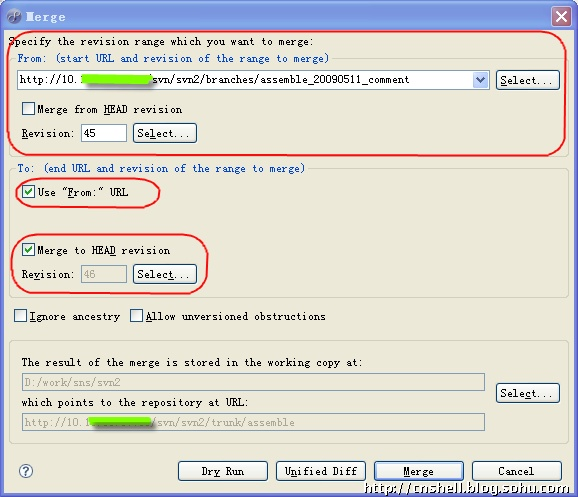 Merge
Specify the revision range which you want to merge:
From: (start URL and revision of the range to merge)
http://10.1 /svn/svn2/branches/assemble_20090511_comment
Select...
Merge from HEAD revision
Revision: 45 Select...
To: (end URL and revision of the range to merge)
Use "From:" URL
Merge to HEAD revision
Revision: 46 Select...
Ignore ancestry Allow unversioned obstructions
The result of the merge is stored in the working copy at:
D:/work/sns/svn2
Select...
which points to the repository at URL:
http://10.1 /svn/svn2/trunk/assemble
Dry Run Unified Diff Merge Cancel
http://cnshell.blog.sohu.com